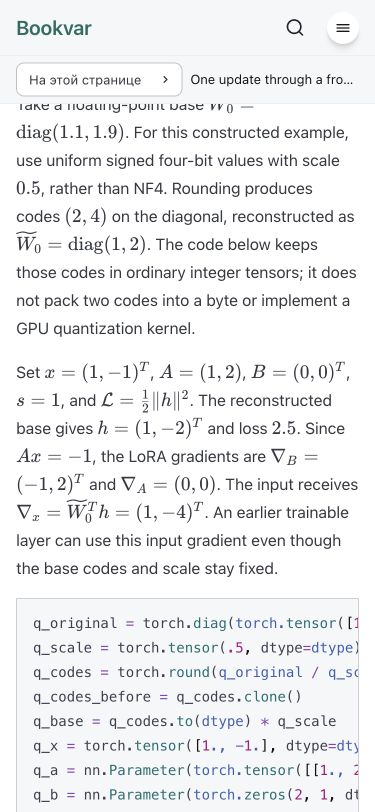 Bookvar
На этой странице
One update through a fro...
Take a floating-point base W₀ =
diag(1.1, 1.9). For this constructed example,
use uniform signed four-bit values with scale
0.5, rather than NF4. Rounding produces
codes (2, 4) on the diagonal, reconstructed as
W̃₀ = diag(1, 2). The code below keeps
those codes in ordinary integer tensors; it does
not pack two codes into a byte or implement a
GPU quantization kernel.
Set x = (1, −1)ᵀ, A = (1, 2), B = (0, 0)ᵀ,
s = 1, and ℒ = ½‖h‖². The reconstructed
base gives h = (1, −2)ᵀ and loss 2.5. Since
Ax = −1, the LoRA gradients are ∇_B =
(−1, 2)ᵀ and ∇_A = (0, 0). The input receives
∇ₓ = W̃₀ᵀh = (1, −4)ᵀ. An earlier trainable
layer can use this input gradient even though
the base codes and scale stay fixed.
q_original = torch.diag(torch.tensor([1
q_scale = torch.tensor(.5, dtype=dtype)
q_codes = torch.round(q_original / q_sc
q_codes_before = q_codes.clone()
q_base = q_codes.to(dtype) * q_scale
q_x = torch.tensor([1., -1.], dtype=dty
q_a = nn.Parameter(torch.tensor([[1., 2
q_b = nn.Parameter(torch.zeros(2, 1, dt